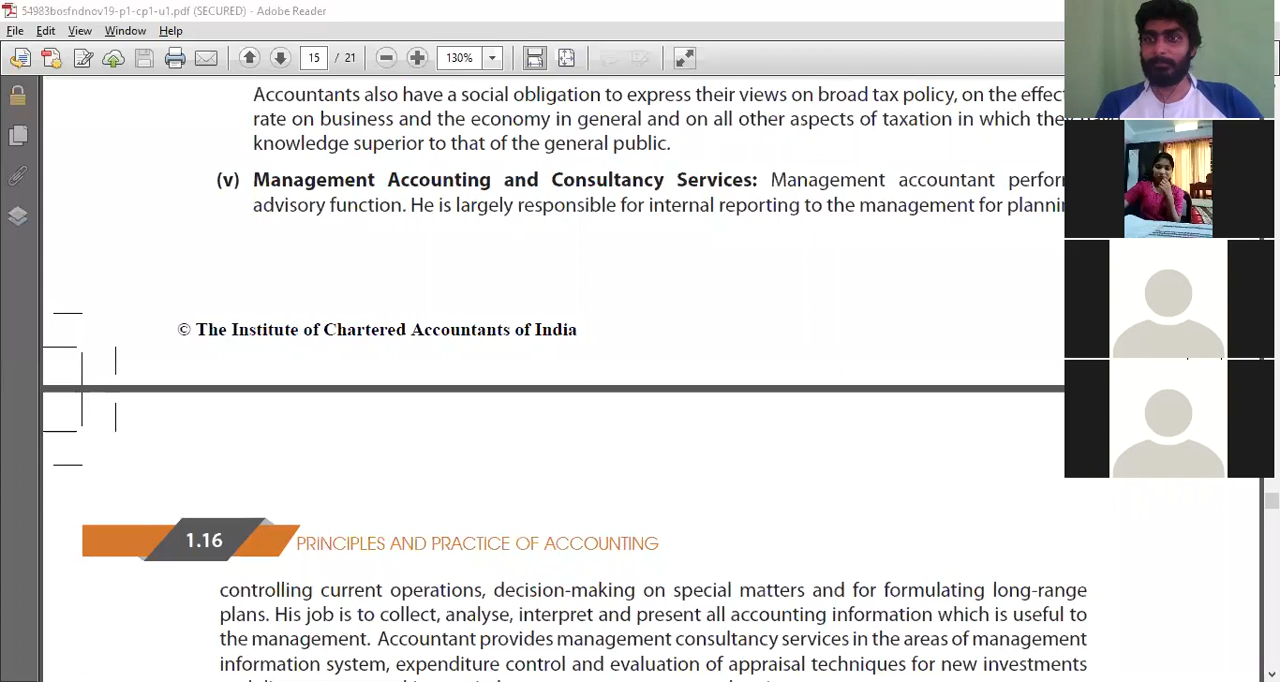 54983bosfndnov19-p1-cp1-u1.pdf (SECURED) - Adobe Reader
File Edit View Window Help
15 / 21 130%
Accountants also have a social obligation to express their views on broad tax policy, on the effect
rate on business and the economy in general and on all other aspects of taxation in which they
knowledge superior to that of the general public.
(v) Management Accounting and Consultancy Services: Management accountant perfor
advisory function. He is largely responsible for internal reporting to the management for planni
© The Institute of Chartered Accountants of India
1.16 PRINCIPLES AND PRACTICE OF ACCOUNTING
controlling current operations, decision-making on special matters and for formulating long-range
plans. His job is to collect, analyse, interpret and present all accounting information which is useful to
the management. Accountant provides management consultancy services in the areas of management
information system, expenditure control and evaluation of appraisal techniques for new investments